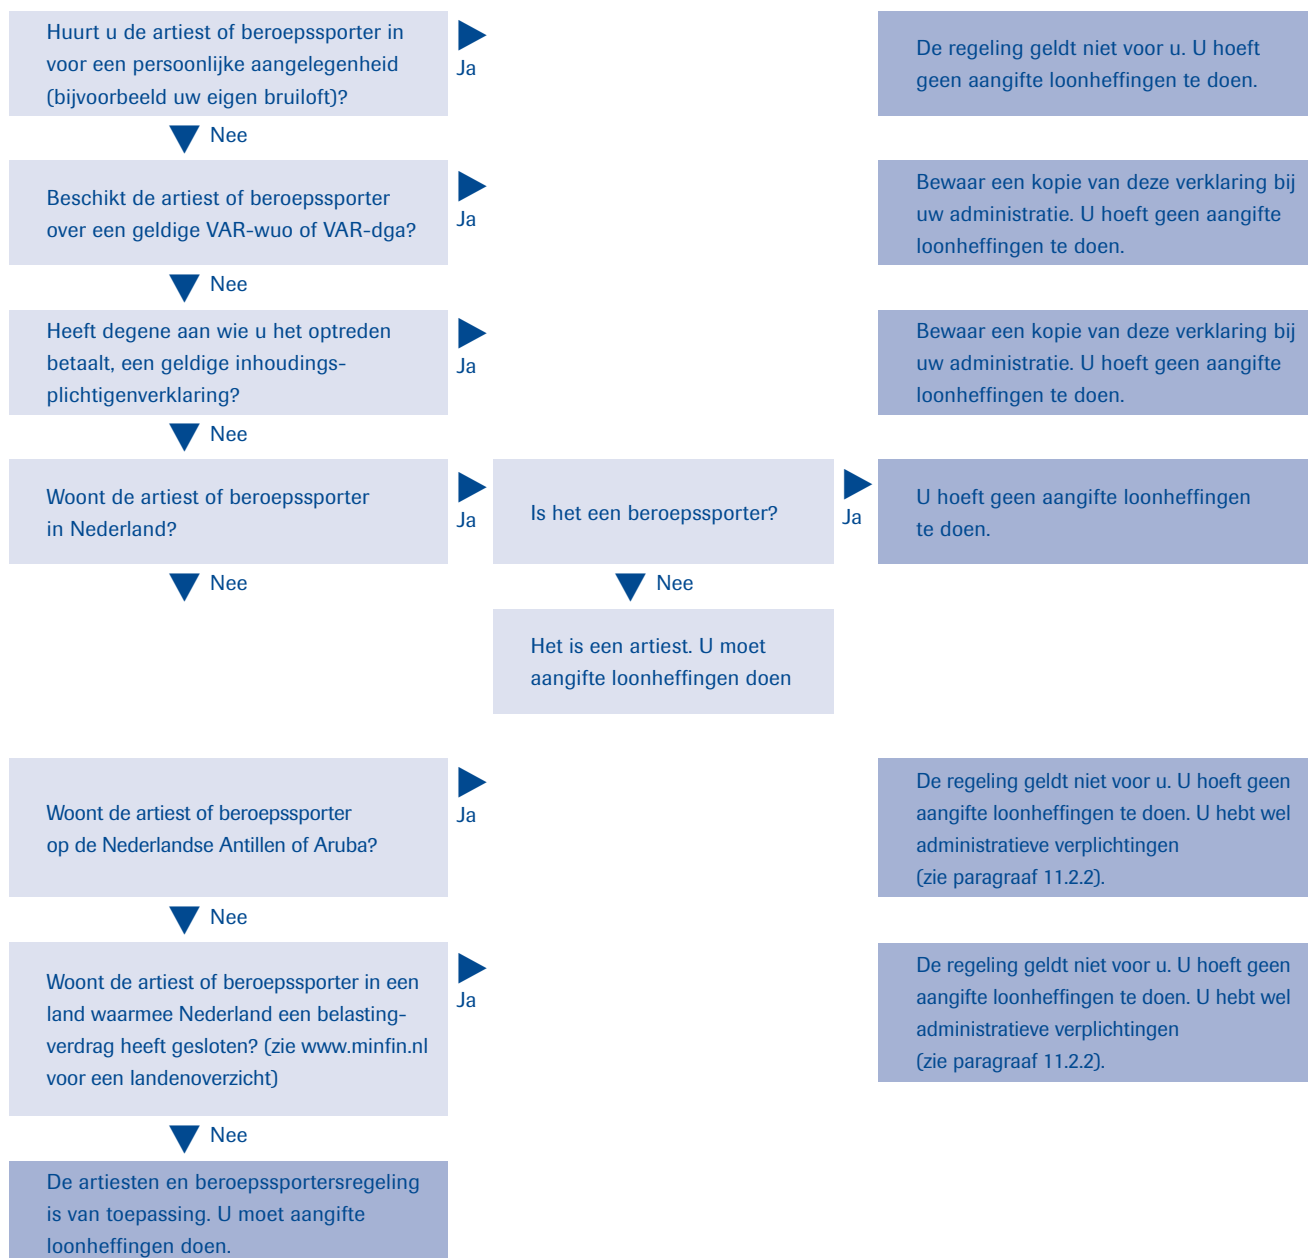 Huurt u de artiest of beroepssporter in
voor een persoonlijke aangelegenheid
(bijvoorbeeld uw eigen bruiloft)?
Ja
De regeling geldt niet voor u. U hoeft
geen aangifte loonheffingen te doen.
Nee
Beschikt de artiest of beroepssporter
over een geldige VAR-wuo of VAR-dga?
Ja
Bewaar een kopie van deze verklaring bij
uw administratie. U hoeft geen aangifte
loonheffingen te doen.
Nee
Heeft degene aan wie u het optreden
betaalt, een geldige inhoudings-
plichtigenverklaring?
Ja
Bewaar een kopie van deze verklaring bij
uw administratie. U hoeft geen aangifte
loonheffingen te doen.
Nee
Woont de artiest of beroepssporter
in Nederland?
Ja
Is het een beroepssporter?
Ja
U hoeft geen aangifte loonheffingen
te doen.
Nee
Nee
Het is een artiest. U moet
aangifte loonheffingen doen
Woont de artiest of beroepssporter
op de Nederlandse Antillen of Aruba?
Ja
De regeling geldt niet voor u. U hoeft geen
aangifte loonheffingen te doen. U hebt wel
administratieve verplichtingen
(zie paragraaf 11.2.2).
Nee
Woont de artiest of beroepssporter in een
land waarmee Nederland een belasting-
verdrag heeft gesloten? (zie www.minfin.nl
voor een landenoverzicht)
Ja
De regeling geldt niet voor u. U hoeft geen
aangifte loonheffingen te doen. U hebt wel
administratieve verplichtingen
(zie paragraaf 11.2.2).
Nee
De artiesten en beroepssportersregeling
is van toepassing. U moet aangifte
loonheffingen doen.